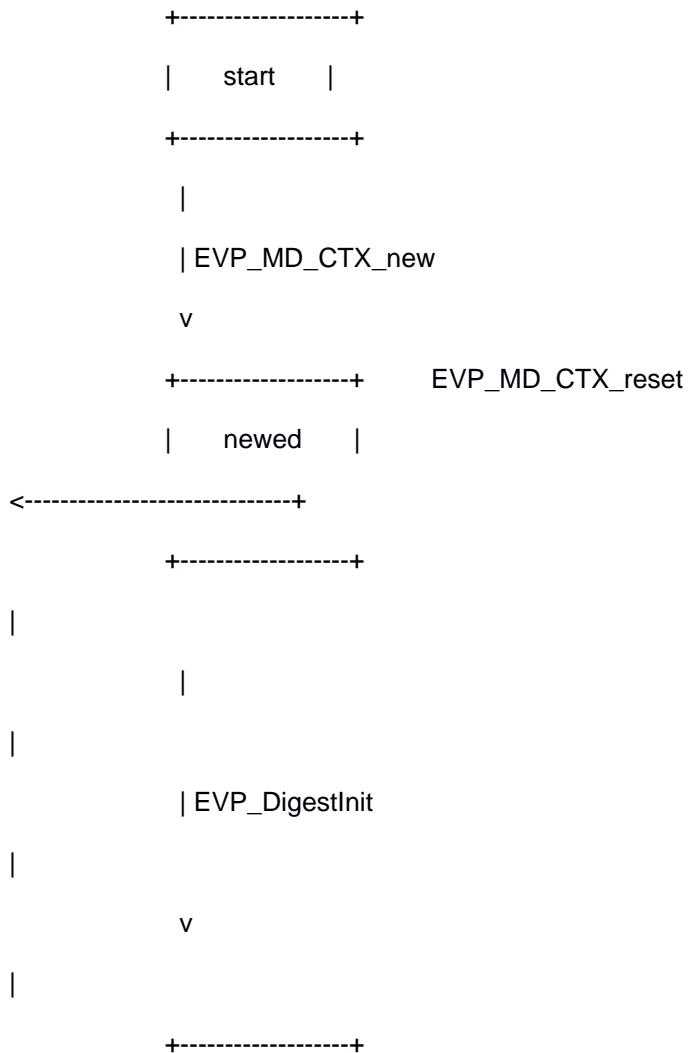 +-------------------+
| start |
+-------------------+
|
| EVP_MD_CTX_new
v
+-------------------+ EVP_MD_CTX_reset
| newed |
<-----------------------------+
+-------------------+
|
|
|
| EVP_DigestInit
|
v
|
+-------------------+